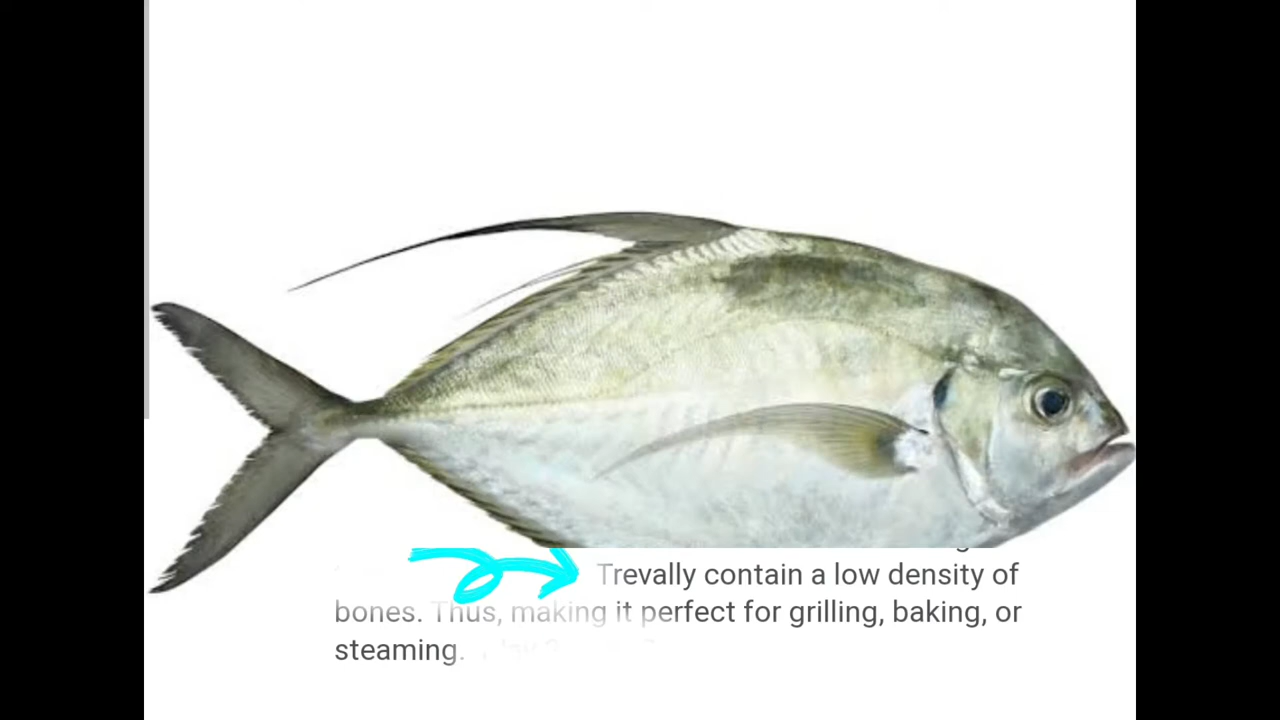 Trevally contain a low density of
bones. Thus, making it perfect for grilling, baking, or
steaming.